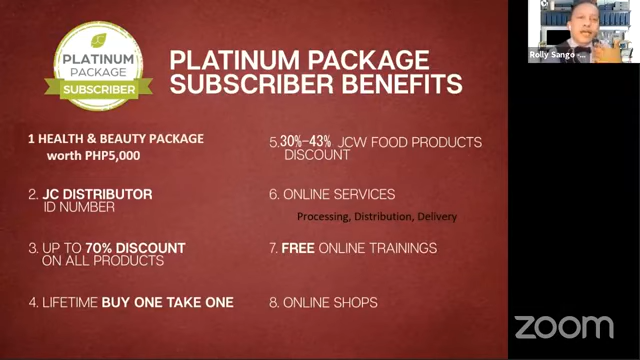 PLATINUM
PACKAGE
SUBSCRIBER
PLATINUM PACKAGE
SUBSCRIBER BENEFITS
1 HEALTH & BEAUTY PACKAGE
worth PHP5,000
2. JC DISTRIBUTOR
ID NUMBER
3. UP TO 70% DISCOUNT
ON ALL PRODUCTS
4. LIFETIME BUY ONE TAKE ONE
5.30%-43% JCW FOOD PRODUCTS
DISCOUNT
6. ONLINE SERVICES
Processing, Distribution, Delivery
7. FREE ONLINE TRAININGS
8. ONLINE SHOPS
Rolly Sango -...
zoom